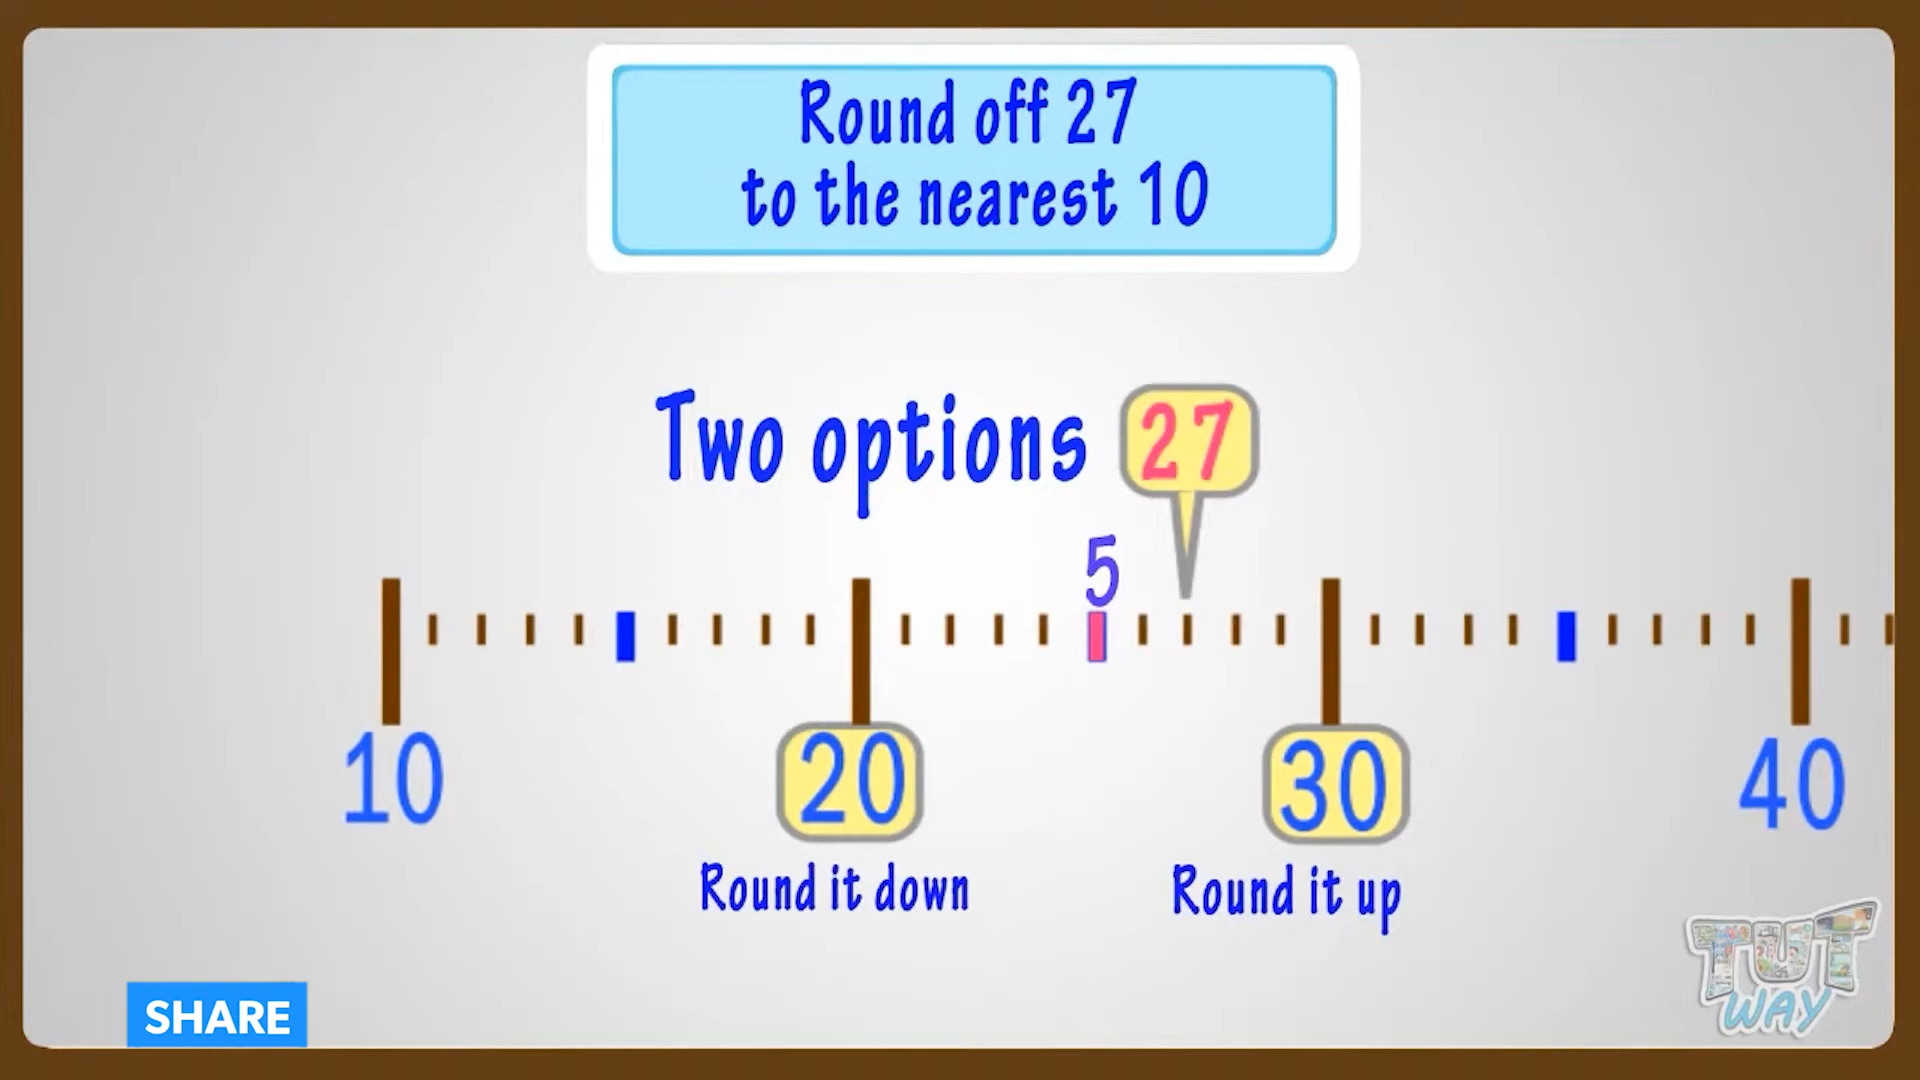 Round off 27
to the nearest 10
Two options 27
5
10 20 30 40
Round it down Round it up
TUT
WAY
SHARE